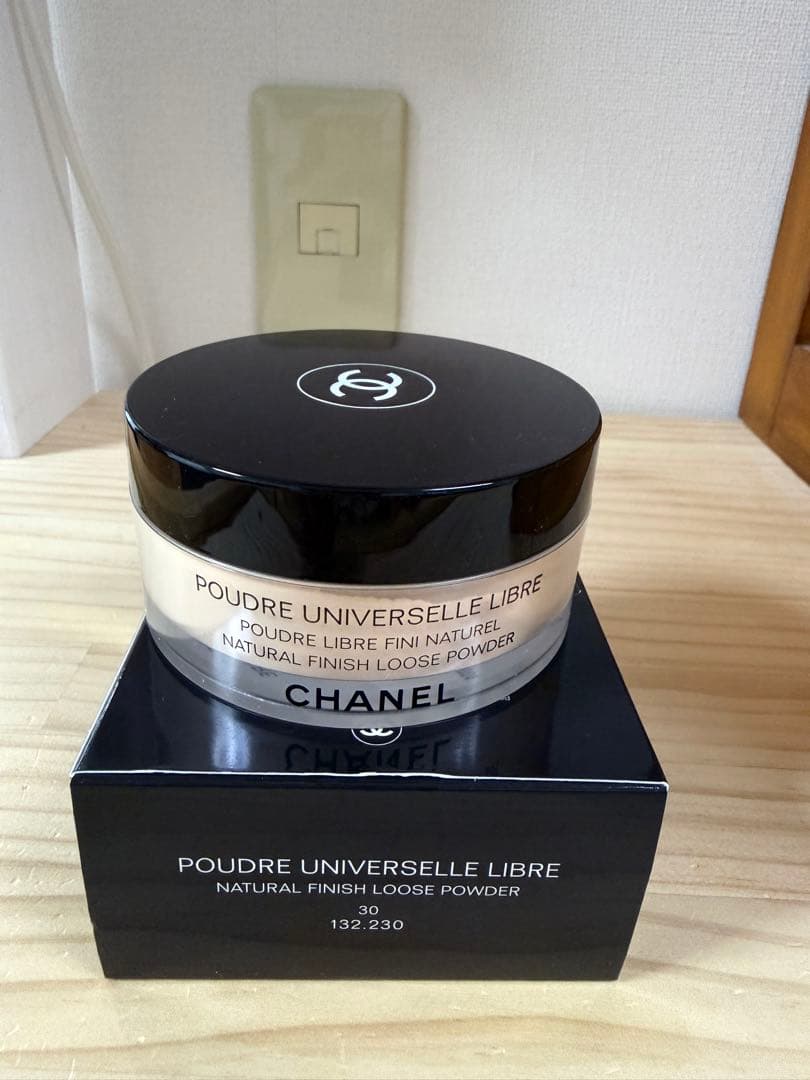 POUDRE UNIVERSELLE LIBRE
POUDRE LIBRE FINI NATUREL
NATURAL FINISH LOOSE POWDER
CHANEL
CHANEL
POUDRE UNIVERSELLE LIBRE
NATURAL FINISH LOOSE POWDER
30
132.230